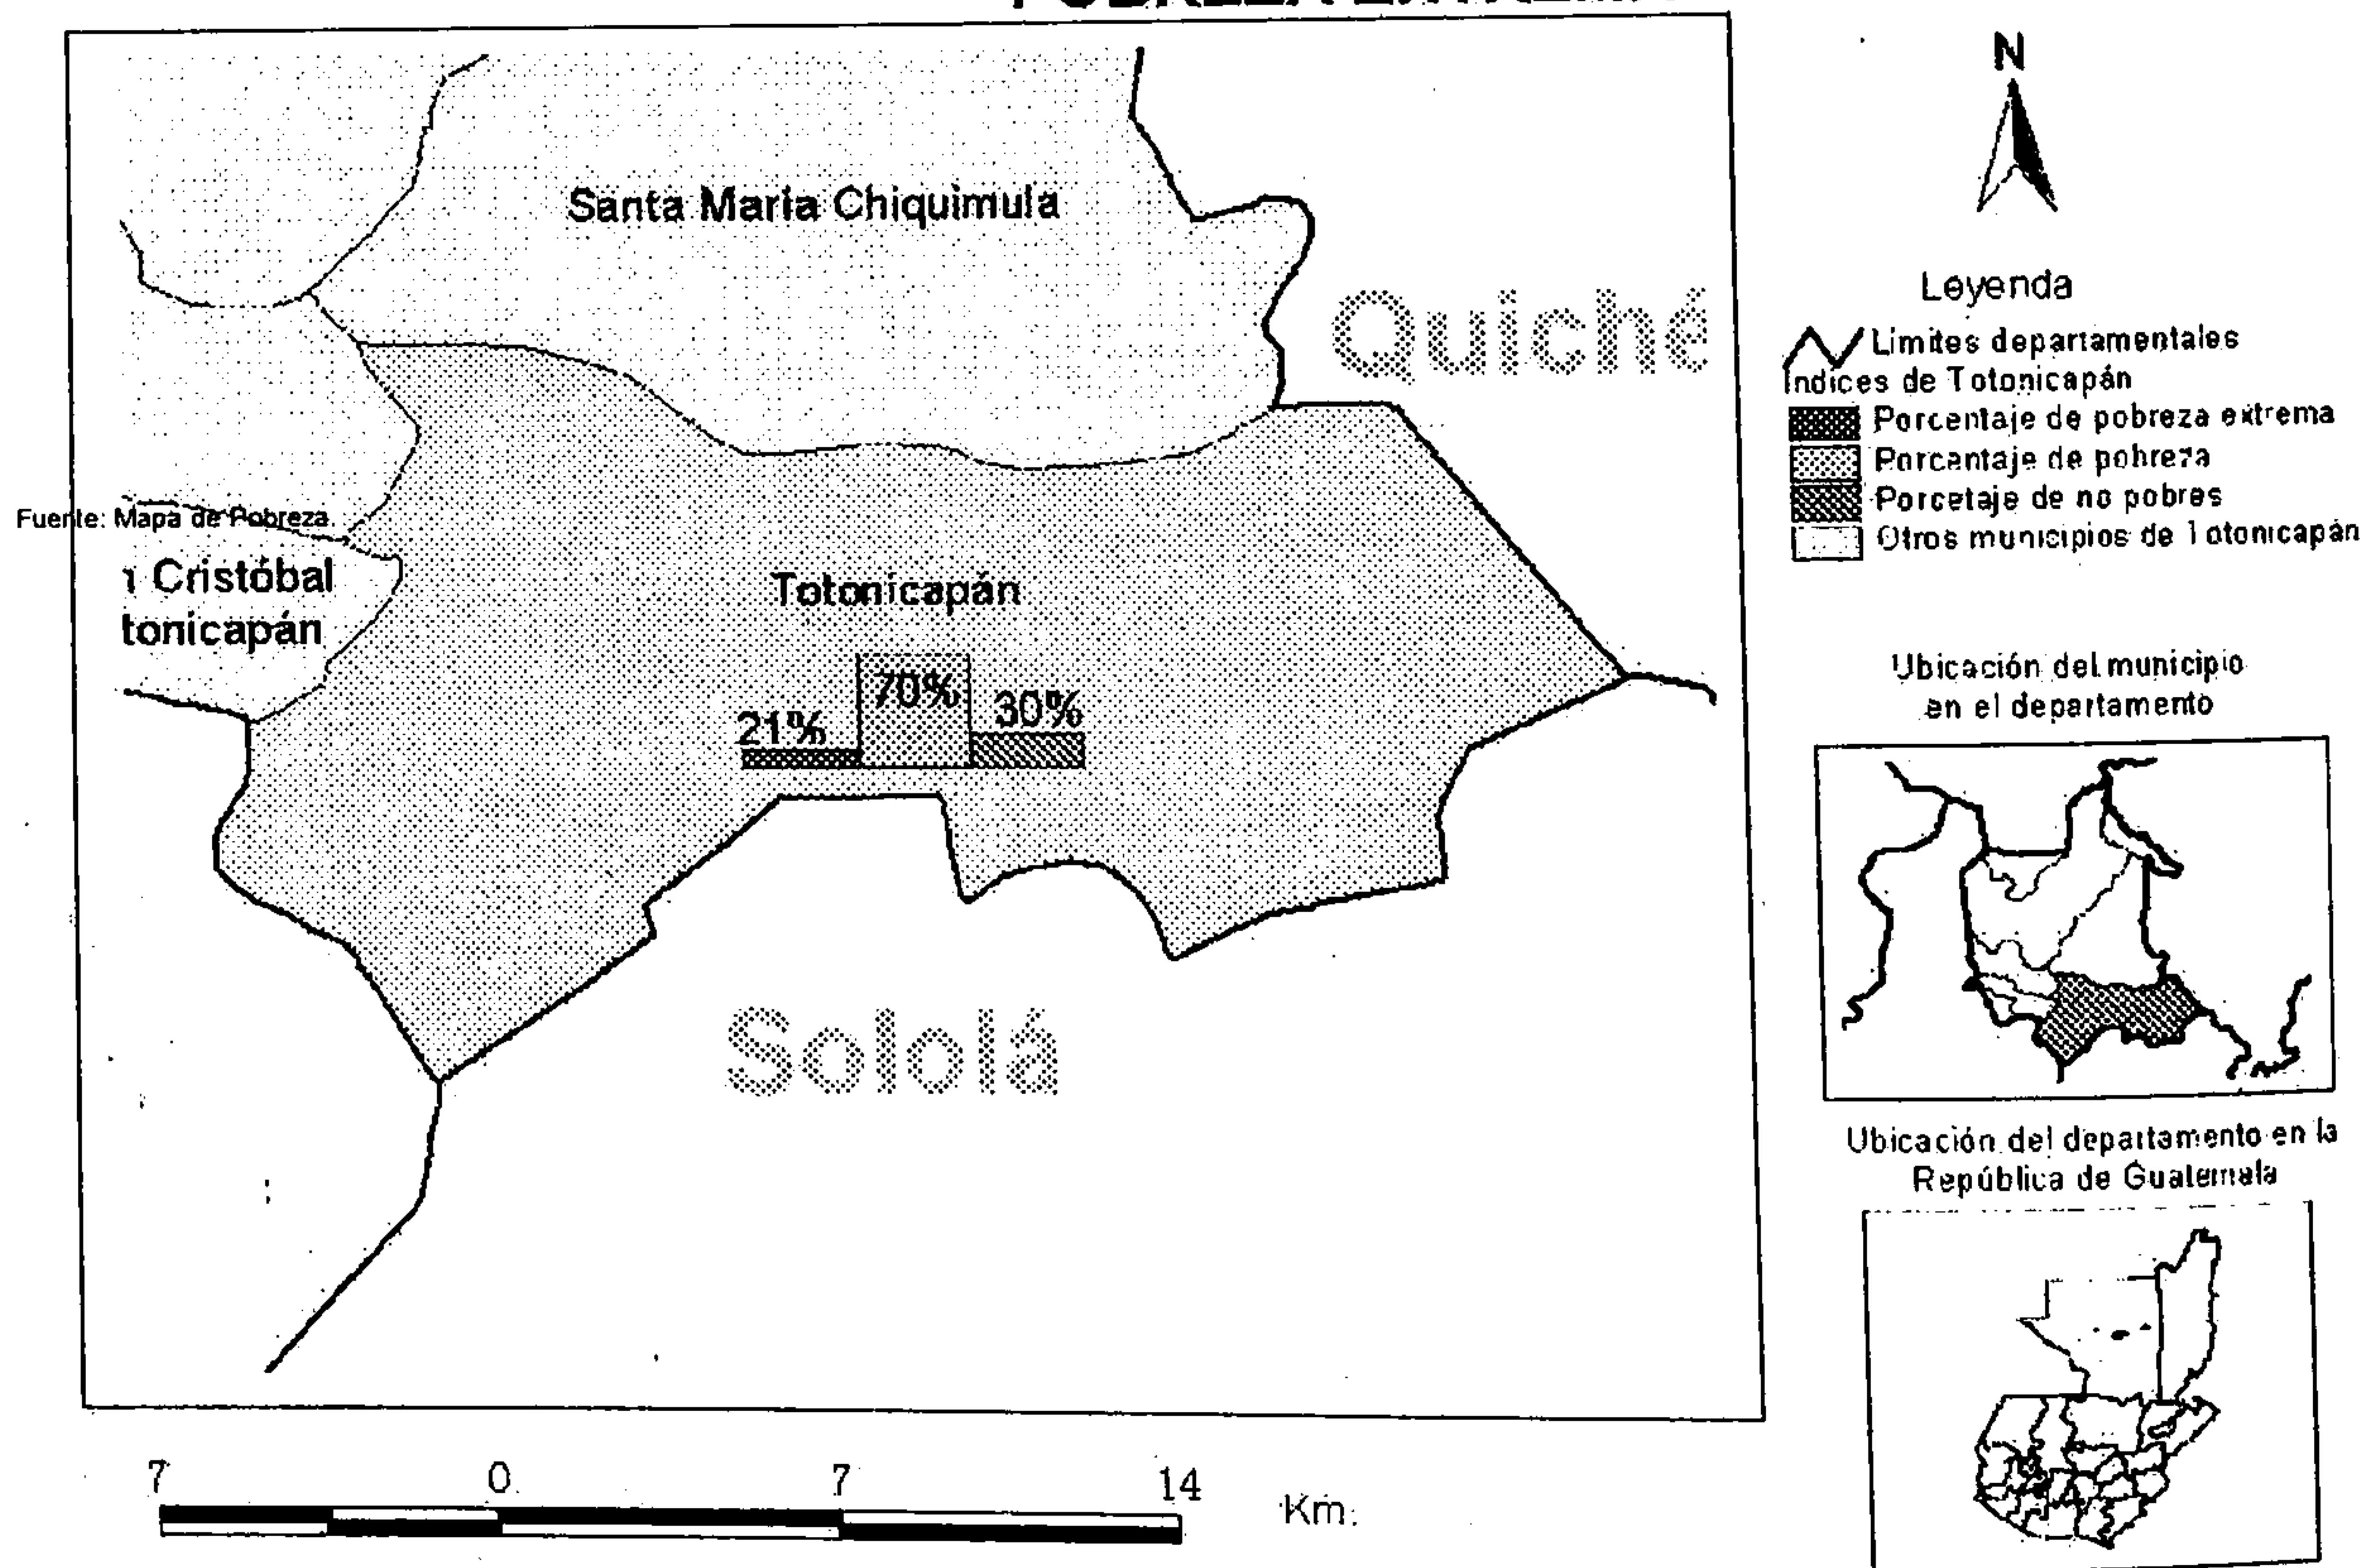 N
Santa María Chiquimula
Quiché
Leyenda
Límites departamentales
Índices de Totonicapán
Porcentaje de pobreza extrema
Porcentaje de pobreza
Porcetaje de no pobres
Otros municipios de Totonicapán
Fuente: Mapa de Pobreza.
Cristóbal
tonicapán
Totonicapán
70%
21%
30%
Ubicación del municipio
en el departamento
Sololá
Ubicación del departamento en la
República de Guatemala
7 0 7 14
Km.